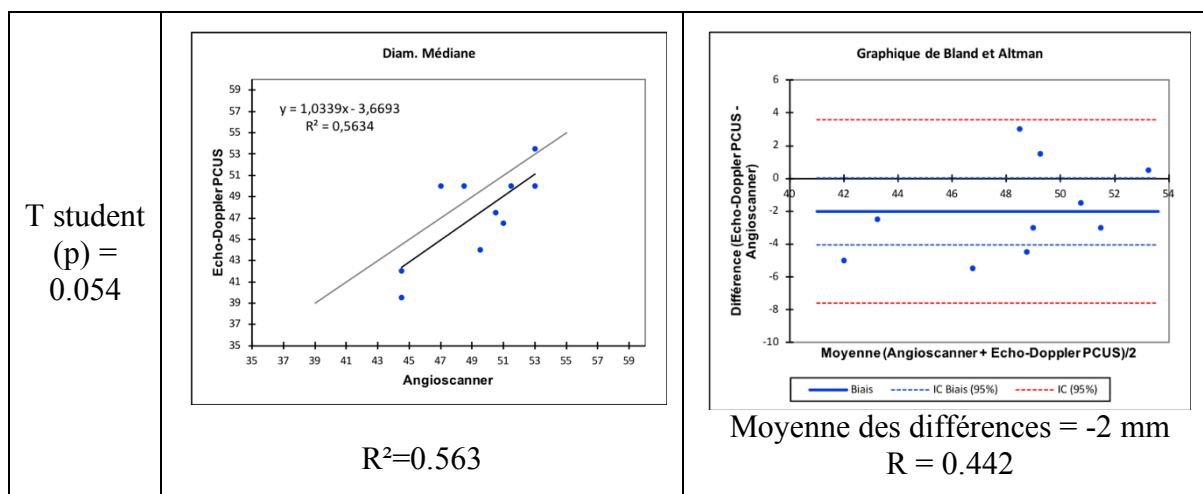 T student
(p) =
0.054
Diam. Médiane
y = 1,0339x - 3,6693
R² = 0,5634
Echo-Doppler PCUS
59
57
55
53
51
49
47
45
43
41
39
37
35
35 37 39 41 43 45 47 49 51 53 55 57 59
Angioscanner
R²=0.563
Graphique de Bland et Altman
Différence (Echo-Doppler PCUS -
Angioscanner)
6
4
2
0
-2
-4
-6
-8
-10
40 42 44 46 48 50 52 54
Moyenne (Angioscanner + Echo-Doppler PCUS)/2
Biais IC Biais (95%) IC (95%)
Moyenne des différences = -2 mm
R = 0.442